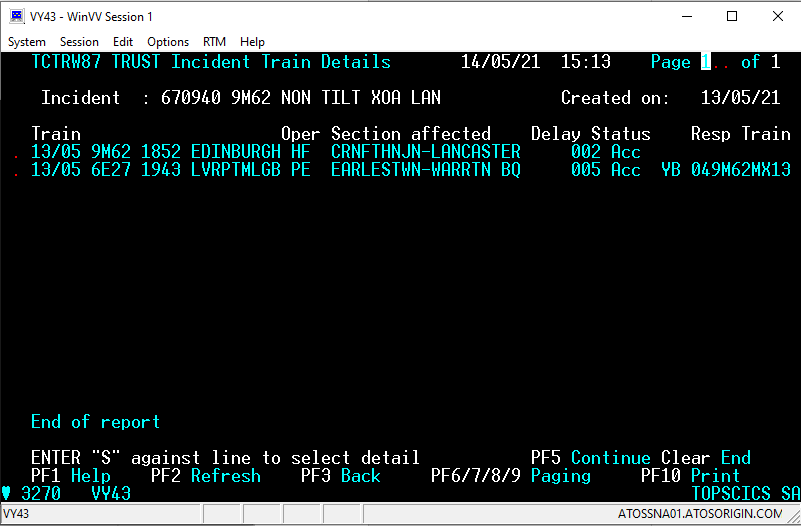 VY43 - WinVV Session 1
System Session Edit Options RTM Help
TCTRW87 TRUST Incident Train Details 14/05/21 15:13 Page 1.. of 1
Incident : 670940 9M62 NON TILT XOA LAN Created on: 13/05/21
Train Oper Section affected Delay Status Resp Train
. 13/05 9M62 1852 EDINBURGH HF CRNFTHNJN-LANCASTER 002 Acc
. 13/05 6E27 1943 LVRPTMLGB PE EARLESTWN-WARRTN BQ 005 Acc YB 049M62MX13
End of report
ENTER "S" against line to select detail PF5 Continue Clear End
PF1 Help PF2 Refresh PF3 Back PF6/7/8/9 Paging PF10 Print
3270 VY43 TOPSCICS SA
VY43 ATOSSNA01.ATOSORIGIN.COM